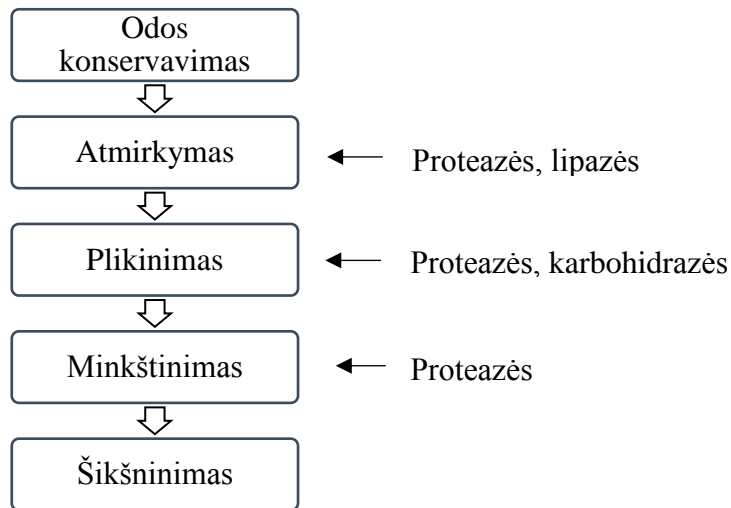 Odos
konservavimas
Atmirkymas
Proteazės, lipazės
Plikinimas
Proteazės, karbohidrazės
Minkštinimas
Proteazės
Šikšninimas